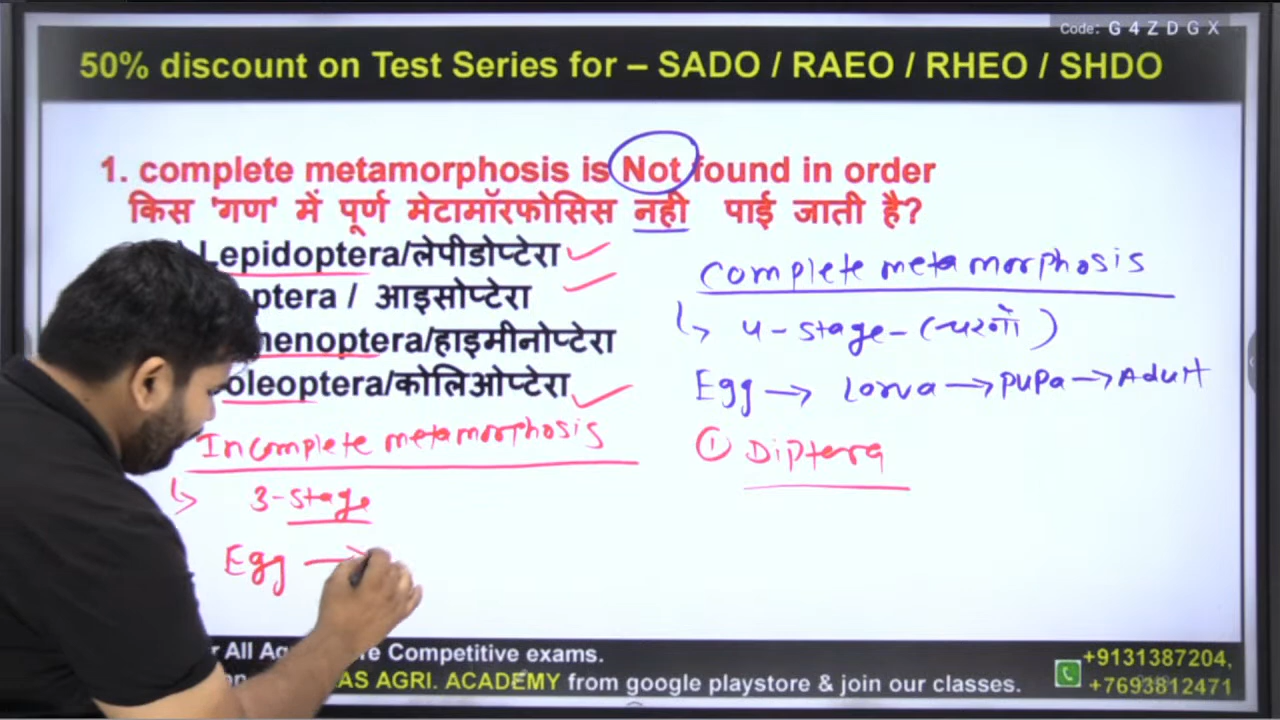 Code: G 4 Z D G X
50% discount on Test Series for – SADO / RAEO / RHEO / SHDO
1. complete metamorphosis is Not found in order
किस 'गण' में पूर्ण मेटामॉरफोसिस नही पाई जाती है?
Lepidoptera/लेपीडोप्टेरा
ptera / आइसोप्टेरा
menoptera/हाइमीनोप्टेरा
oleoptera/कोलिओप्टेरा
Complete metamorphosis
4-stage-
Egg → Larva → Pupa → Adult
① Diptera
Incomplete metamorphosis
3-stage
Egg →
r All Ag re Competitive exams.
AS AGRI. ACADEMY from google playstore & join our classes.
+9131387204,
+7693812471